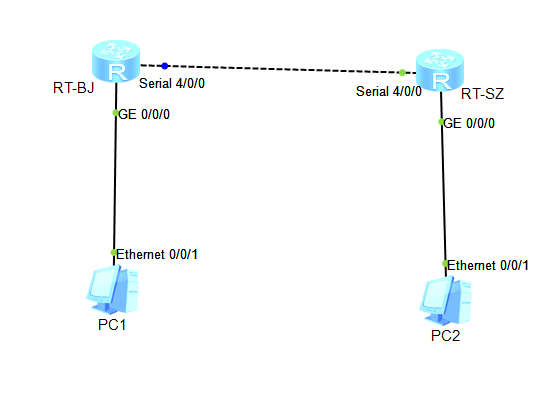 R
R
RT-BJ
Serial 4/0/0
Serial 4/0/0
RT-SZ
GE 0/0/0
GE 0/0/0
Ethernet 0/0/1
Ethernet 0/0/1
PC1
PC2